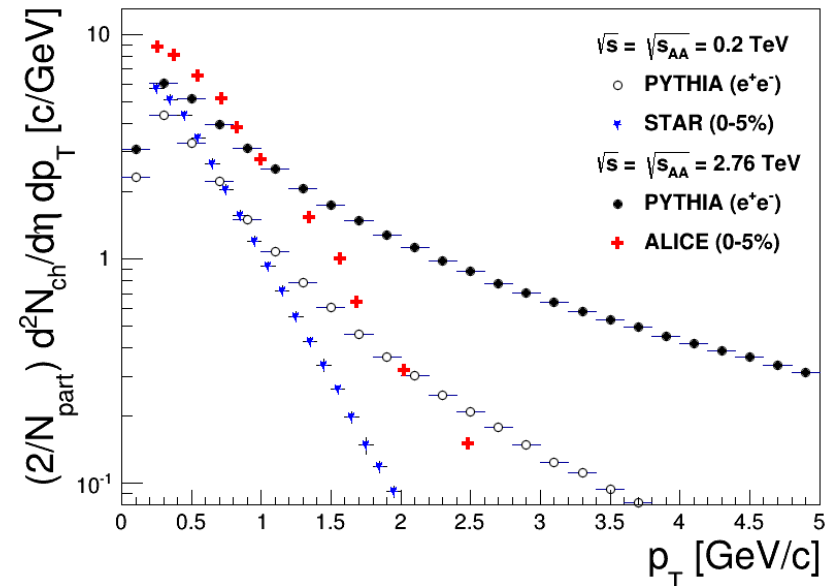 (2/N_part) d²N_ch/dη dp_T [c/GeV]
10
1
10⁻¹
√s = √s_AA = 0.2 TeV
PYTHIA (e⁺e⁻)
STAR (0-5%)
√s = √s_AA = 2.76 TeV
PYTHIA (e⁺e⁻)
ALICE (0-5%)
0 0.5 1 1.5 2 2.5 3 3.5 4 4.5 5
p_T [GeV/c]